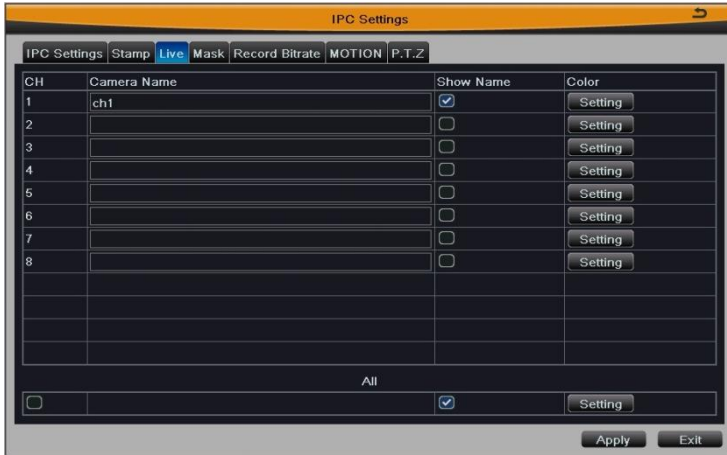 IPC Settings
IPC Settings Stamp Live Mask Record Bitrate MOTION P.T.Z
CH Camera Name Show Name Color
1 ch1 Setting
2 Setting
3 Setting
4 Setting
5 Setting
6 Setting
7 Setting
8 Setting
All
Setting
Apply Exit